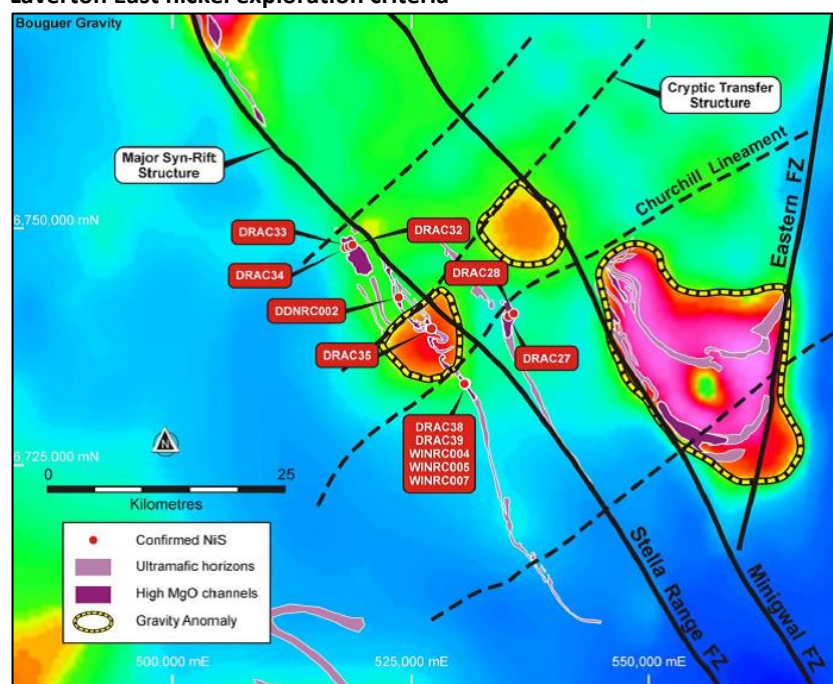 Laverton East nickel exploration criteria
Bouguer Gravity
Cryptic Transfer
Structure
Major Syn-Rift
Structure
Churchill Lineament
Eastern FZ
6,750,000 mN
DRAC33
DRAC32
DRAC34
DRAC28
DDNRC002
DRAC35
DRAC27
DRAC38
DRAC39
WINRC004
WINRC005
WINRC007
6,725,000 mN
N
0
25
Kilometres
Confirmed NiS
Ultramafic horizons
High MgO channels
Gravity Anomaly
Stella Range FZ
Minigwal FZ
500,000 mE
525,000 mE
550,000 mE